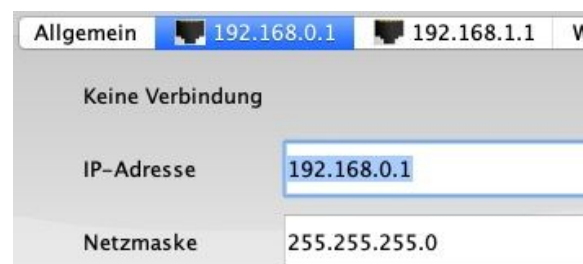 Allgemein 192.168.0.1 192.168.1.1
Keine Verbindung
IP-Adresse 192.168.0.1
Netzmaske 255.255.255.0